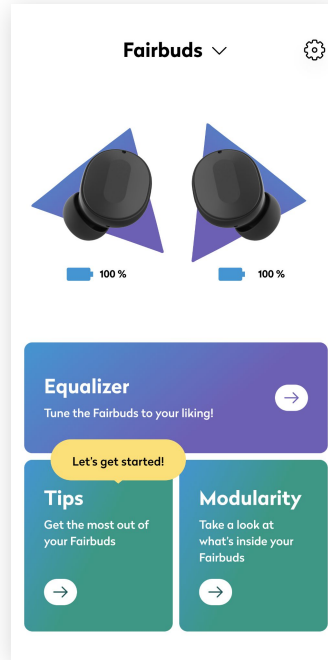 Fairbuds
100 %
100 %
Equalizer
Tune the Fairbuds to your liking!
Let's get started!
Tips
Get the most out of
your Fairbuds
Modularity
Take a look at
what's inside your
Fairbuds